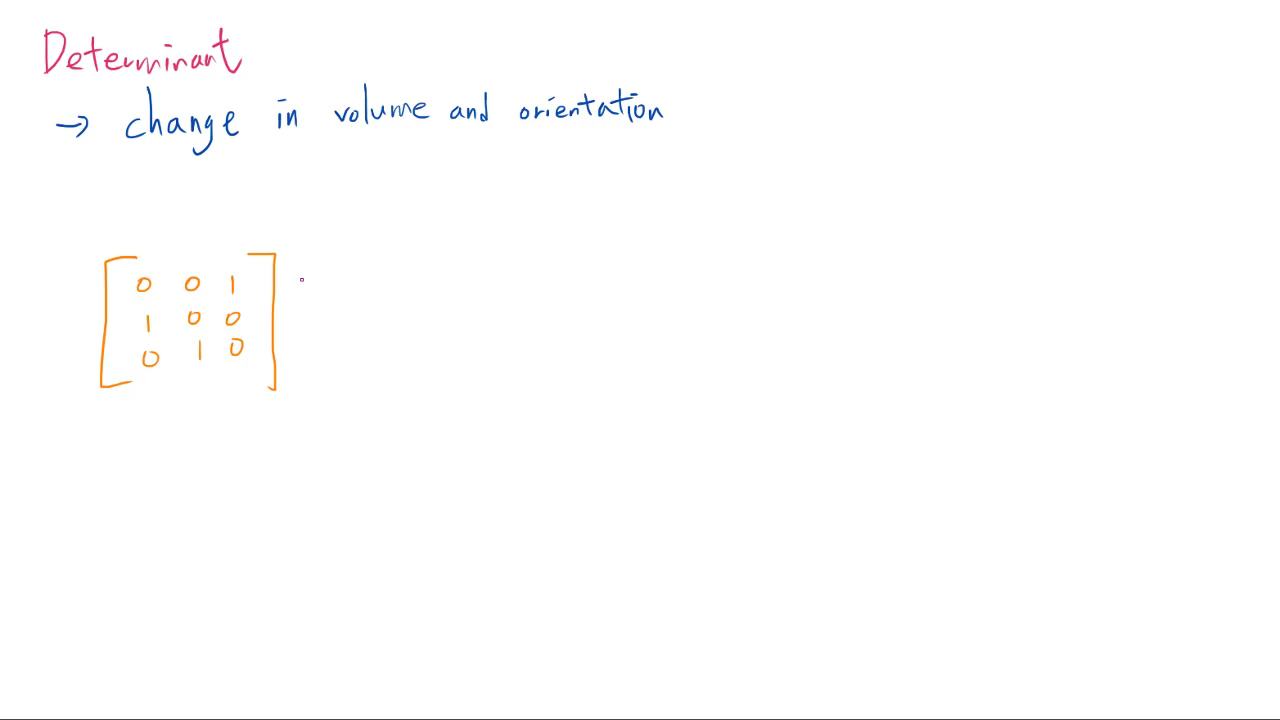 Determinant
→ change in volume and orientation
0 0 1
1 0 0
0 1 0